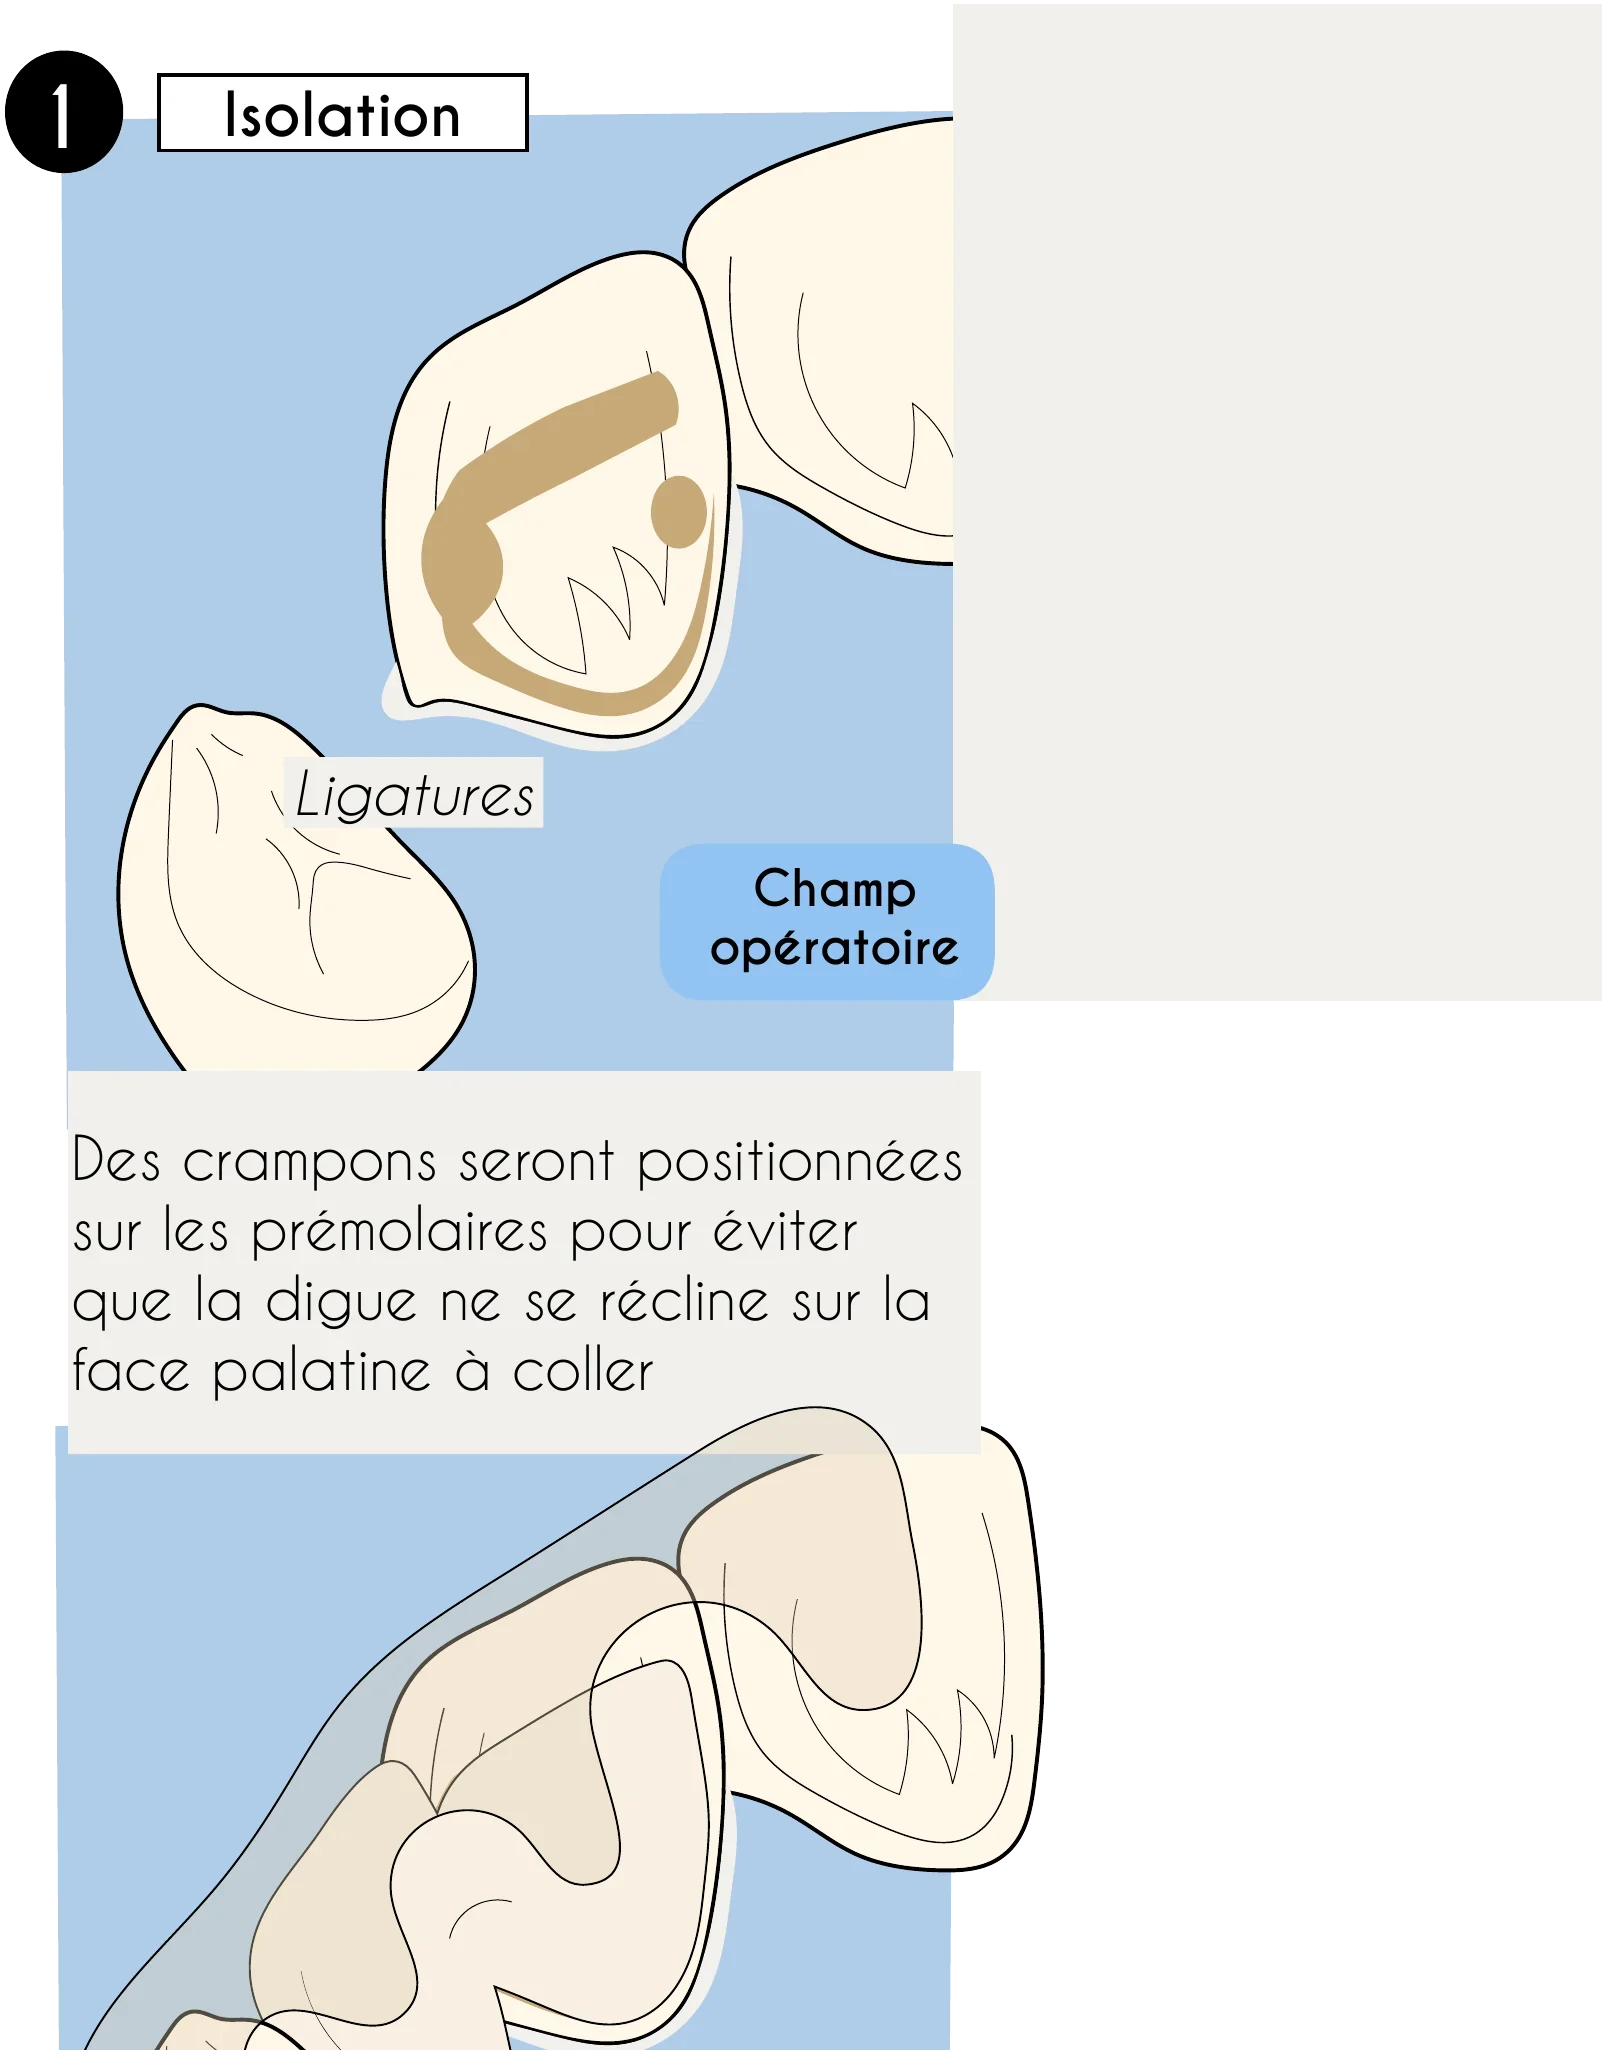 1
Isolation
Ligatures
Champ
opératoire
Des crampons seront positionnées
sur les prémolaires pour éviter
que la digue ne se récline sur la
face palatine à coller